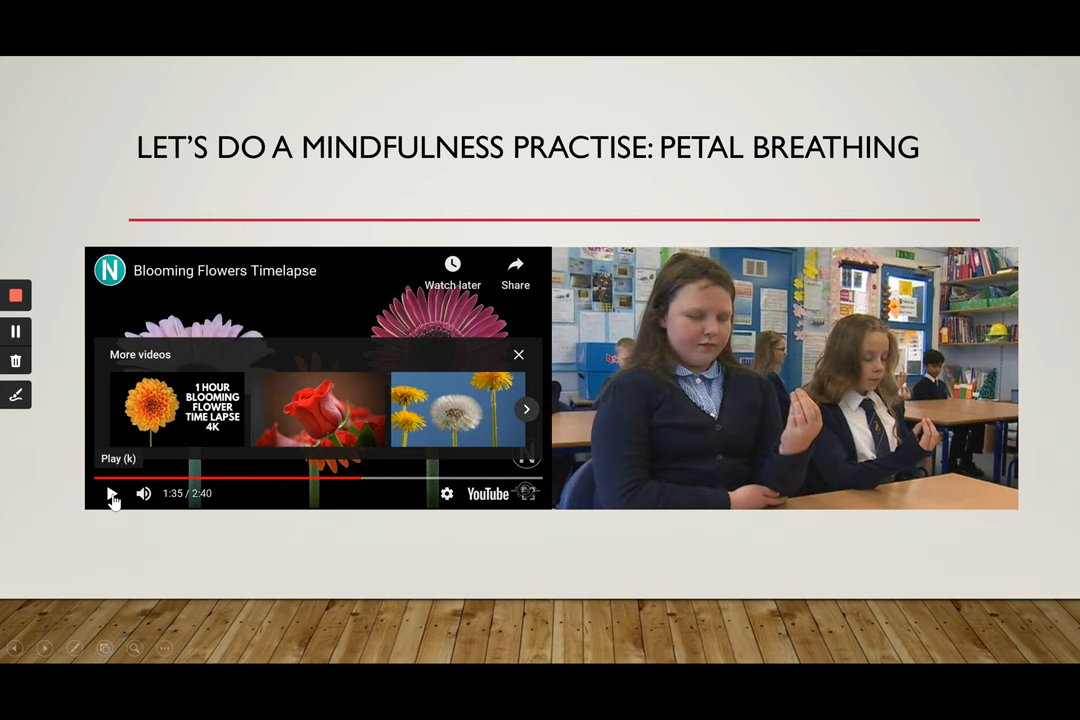 LET'S DO A MINDFULNESS PRACTISE: PETAL BREATHING
N
Blooming Flowers Timelapse
Watch later
Share
More videos
1 HOUR
BLOOMING
FLOWER
TIME LAPSE
4K
Play (k)
N
1:35 / 2:40
YouTube